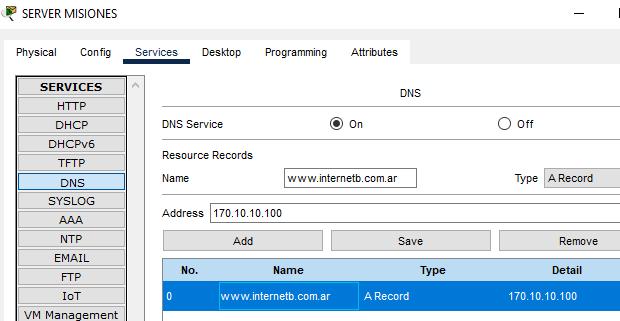 SERVER MISIONES
Physical Config Services Desktop Programming Attributes
SERVICES
HTTP
DHCP
DHCPv6
TFTP
DNS
SYSLOG
AAA
NTP
EMAIL
FTP
IoT
VM Management
DNS
DNS Service On Off
Resource Records
Name www.internetb.com.ar Type A Record
Address 170.10.10.100
Add Save Remove
No. Name Type Detail
0 www.internetb.com.ar A Record 170.10.10.100